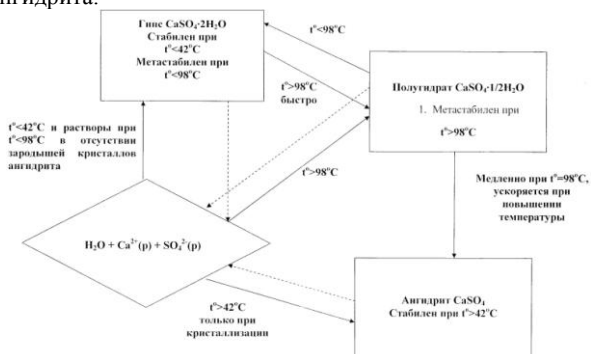 нгидрита.
Гипс CaSO₄·2H₂O
Стабилен при
t°<42°C
Метастабилен при
t°<98°C
t°<98°C
t°>98°C
быстро
Полугидрат CaSO₄·1/2H₂O
1. Метастабилен при
t°>98°C
t°<42°C и растворы при
t°<98°C в отсутствии
зародышей кристаллов
ангидрита
t°>98°C
Медленно при t°=98°C,
ускоряется при
повышении
температуры
H₂O + Ca²⁺(р) + SO₄²⁻(р)
t°>42°C
только при
кристаллизации
Ангидрит CaSO₄
Стабилен при t°>42°C